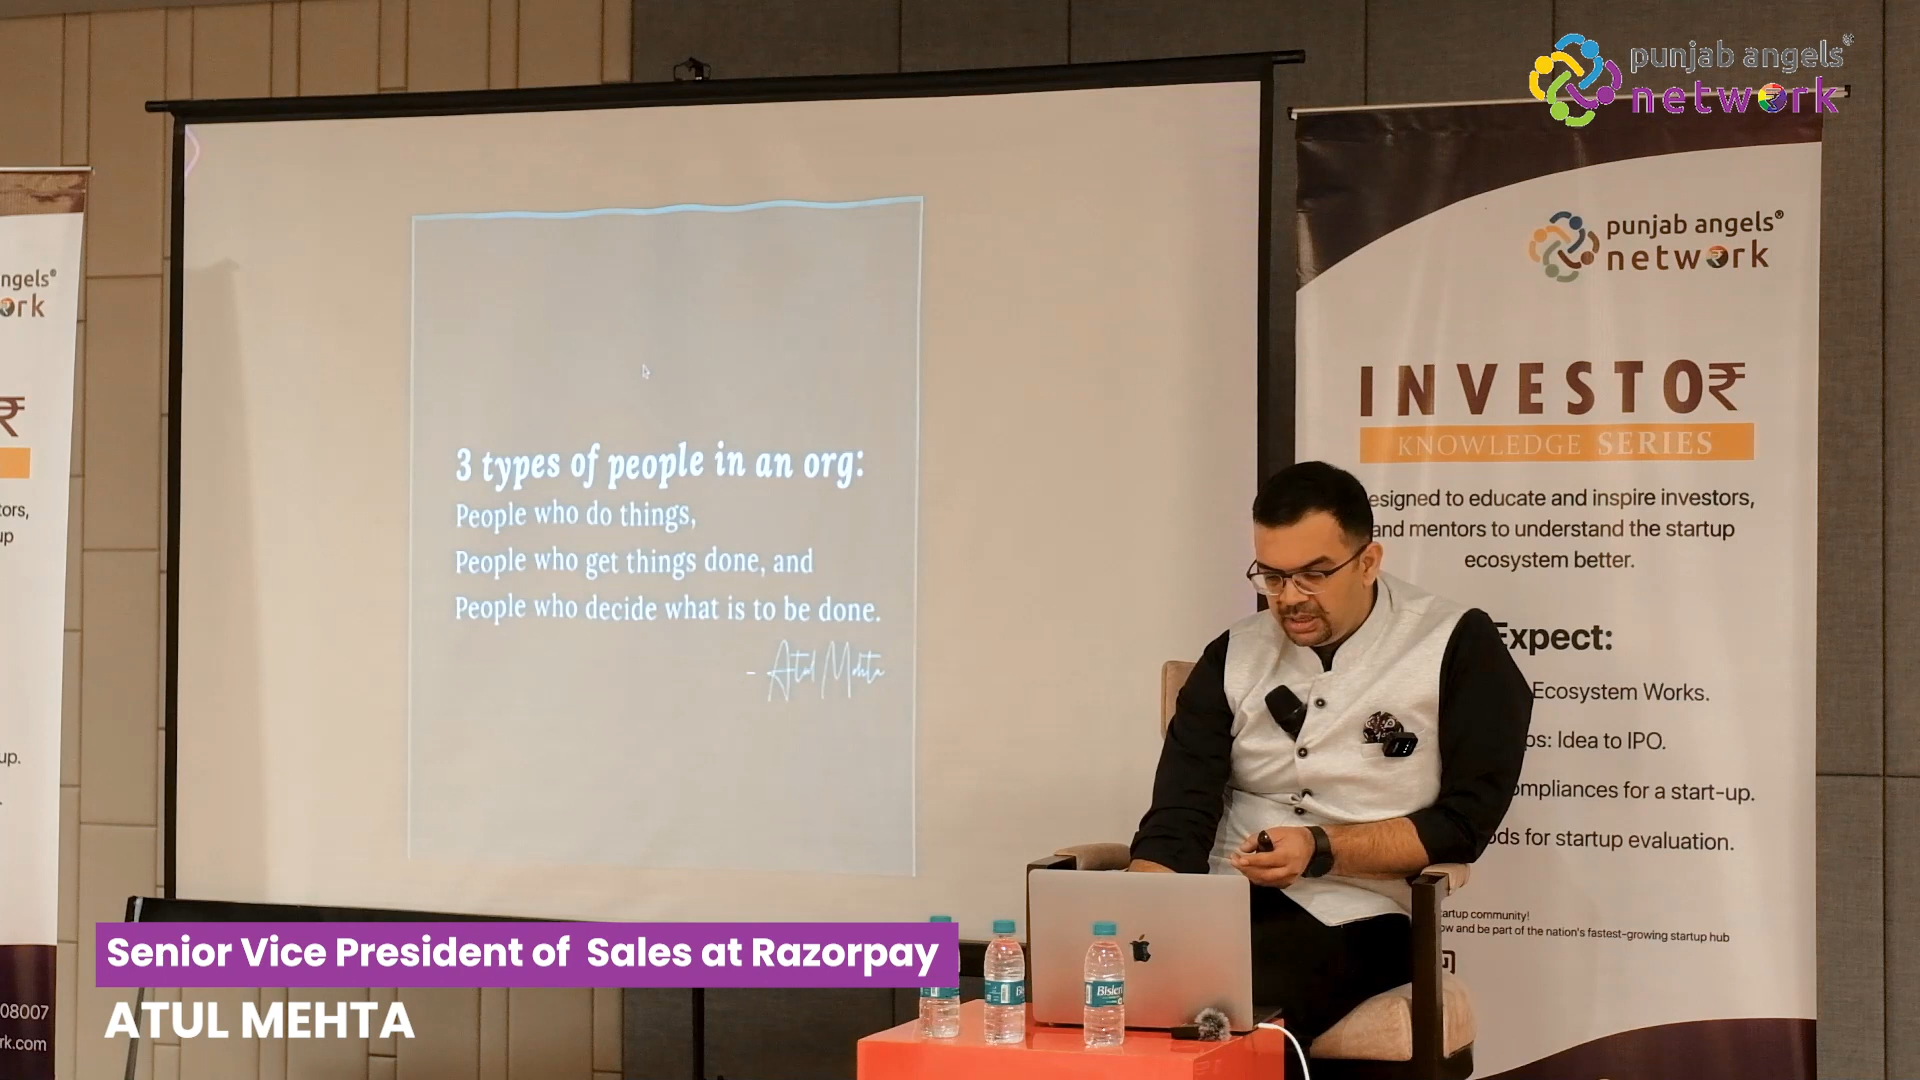 punjab angels®
network
3 types of people in an org:
People who do things,
People who get things done, and
People who decide what is to be done.
- Atul Mehta
punjab angels®
network
INVESTO₹
KNOWLEDGE SERIES
esigned to educate and inspire investors,
and mentors to understand the startup
ecosystem better.
Expect:
Ecosystem Works.
ps: Idea to IPO.
ompliances for a start-up.
ods for startup evaluation.
artup community!
ow and be part of the nation's fastest-growing startup hub
ngels®
ork
₹
tors,
up
up.
08007
rk.com
Bisleri
Senior Vice President of Sales at Razorpay
ATUL MEHTA